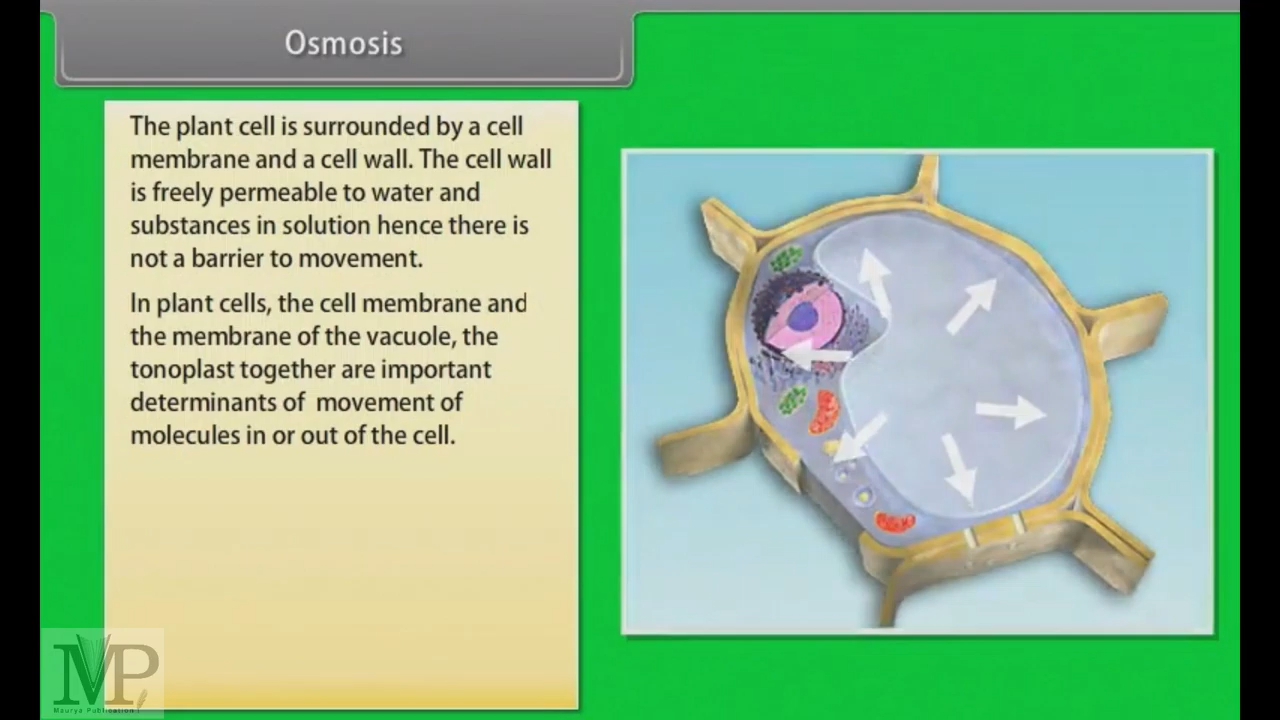 Osmosis
The plant cell is surrounded by a cell
membrane and a cell wall. The cell wall
is freely permeable to water and
substances in solution hence there is
not a barrier to movement.
In plant cells, the cell membrane and
the membrane of the vacuole, the
tonoplast together are important
determinants of movement of
molecules in or out of the cell.
MP
Maurya Publication